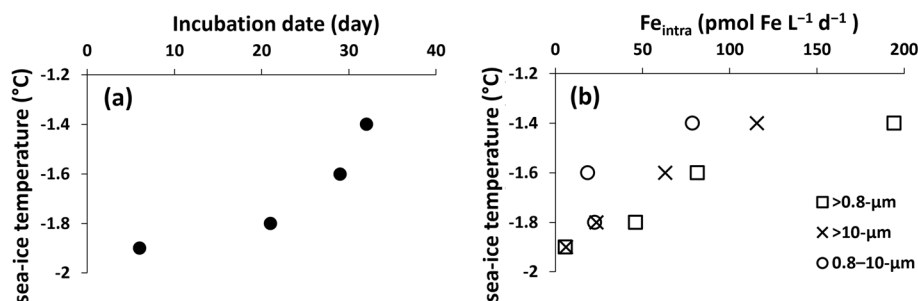 Incubation date (day)
0 10 20 30 40
-1.2
-1.4
-1.6
-1.8
-2
sea-ice temperature (°C)
(a)
Fe_intra (pmol Fe L⁻¹ d⁻¹)
0 50 100 150 200
-1.2
-1.4
-1.6
-1.8
-2
sea-ice temperature (°C)
(b)
>0.8-μm
>10-μm
0.8–10-μm